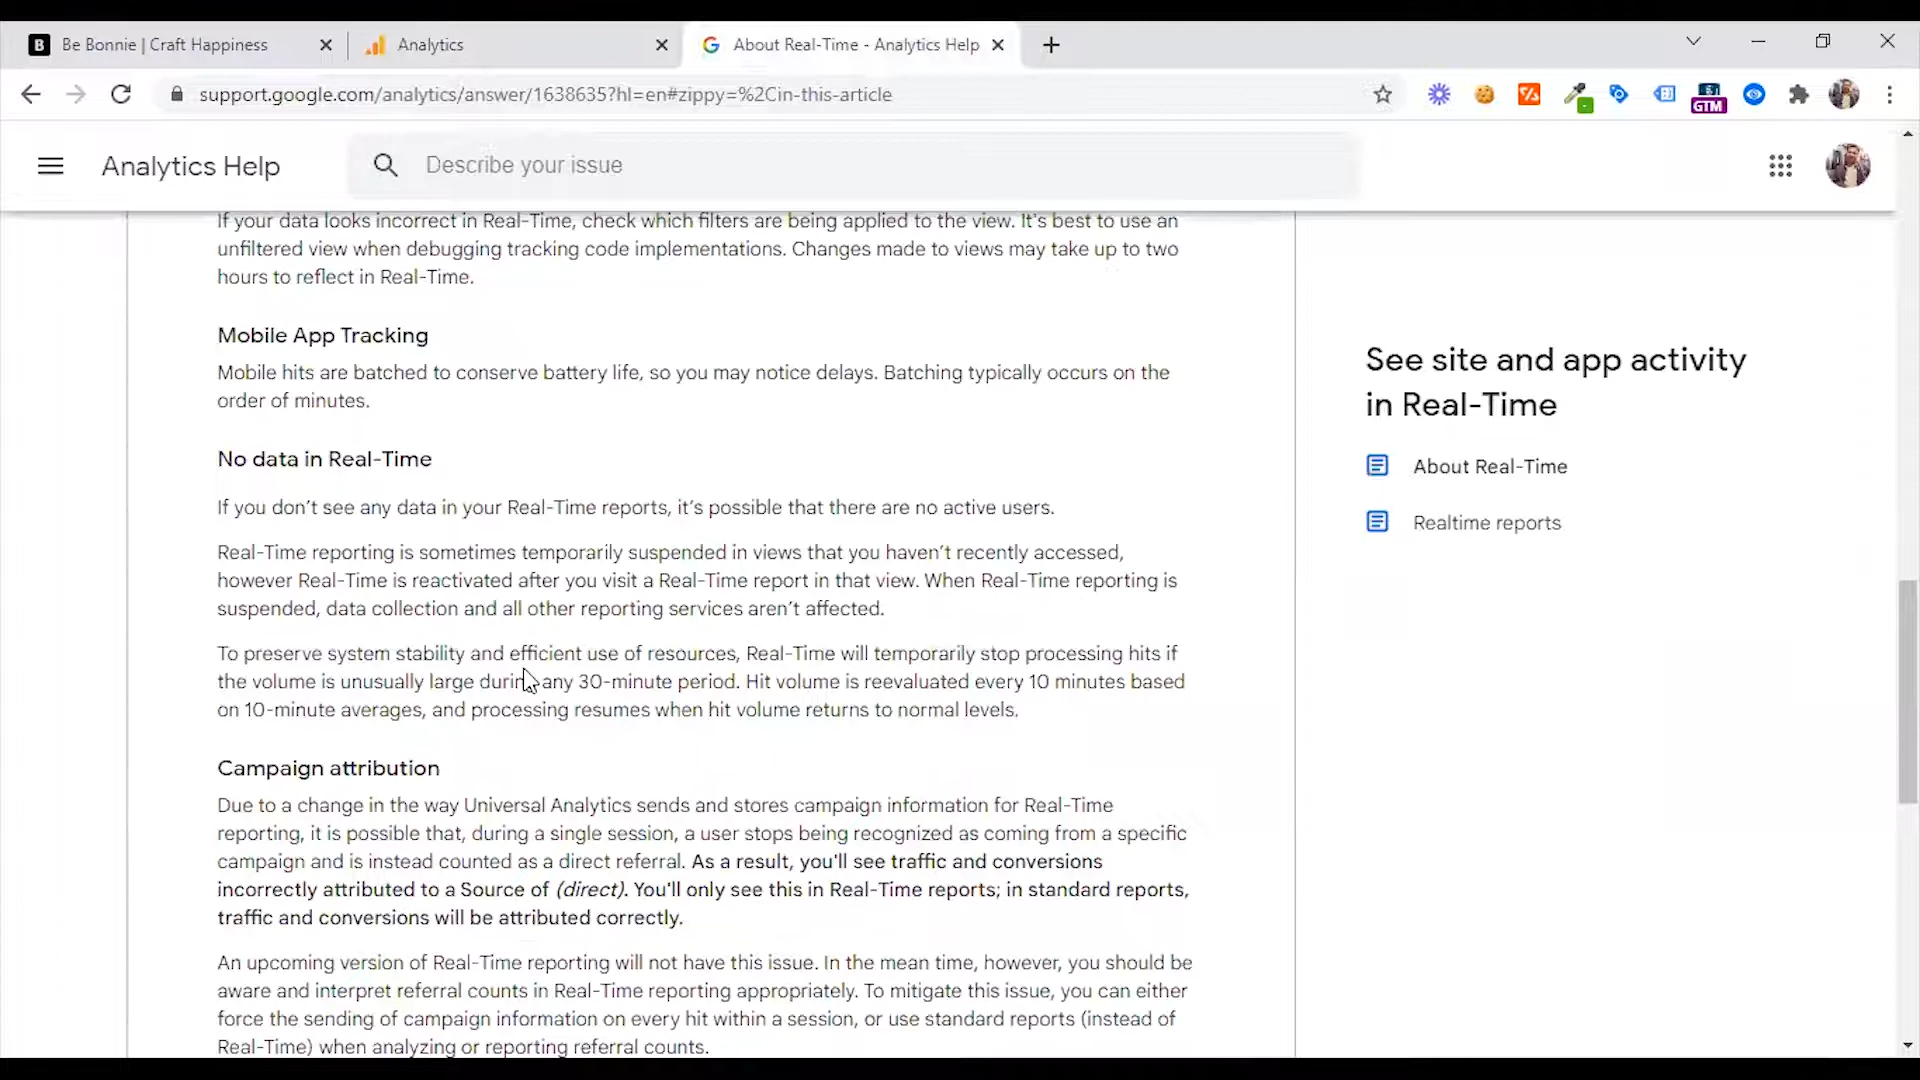 B Be Bonnie | Craft Happiness
Analytics
About Real-Time - Analytics Help
support.google.com/analytics/answer/1638635?hl=en#zippy=%2Cin-this-article
GTM
Analytics Help
Describe your issue
If your data looks incorrect in Real-Time, check which filters are being applied to the view. It's best to use an
unfiltered view when debugging tracking code implementations. Changes made to views may take up to two
hours to reflect in Real-Time.
Mobile App Tracking
Mobile hits are batched to conserve battery life, so you may notice delays. Batching typically occurs on the
order of minutes.
No data in Real-Time
If you don’t see any data in your Real-Time reports, it’s possible that there are no active users.
Real-Time reporting is sometimes temporarily suspended in views that you haven’t recently accessed,
however Real-Time is reactivated after you visit a Real-Time report in that view. When Real-Time reporting is
suspended, data collection and all other reporting services aren’t affected.
To preserve system stability and efficient use of resources, Real-Time will temporarily stop processing hits if
the volume is unusually large during any 30-minute period. Hit volume is reevaluated every 10 minutes based
on 10-minute averages, and processing resumes when hit volume returns to normal levels.
Campaign attribution
Due to a change in the way Universal Analytics sends and stores campaign information for Real-Time
reporting, it is possible that, during a single session, a user stops being recognized as coming from a specific
campaign and is instead counted as a direct referral. As a result, you'll see traffic and conversions
incorrectly attributed to a Source of (direct). You'll only see this in Real-Time reports; in standard reports,
traffic and conversions will be attributed correctly.
An upcoming version of Real-Time reporting will not have this issue. In the mean time, however, you should be
aware and interpret referral counts in Real-Time reporting appropriately. To mitigate this issue, you can either
force the sending of campaign information on every hit within a session, or use standard reports (instead of
Real-Time) when analyzing or reporting referral counts.
See site and app activity
in Real-Time
About Real-Time
Realtime reports